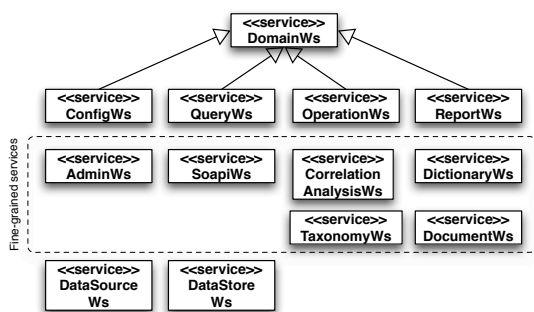 <<service>>
DomainWs
<<service>>
ConfigWs
<<service>>
QueryWs
<<service>>
OperationWs
<<service>>
ReportWs
Fine-grained services
<<service>>
AdminWs
<<service>>
SoapiWs
<<service>>
Correlation
AnalysisWs
<<service>>
DictionaryWs
<<service>>
TaxonomyWs
<<service>>
DocumentWs
<<service>>
DataSource
Ws
<<service>>
DataStore
Ws